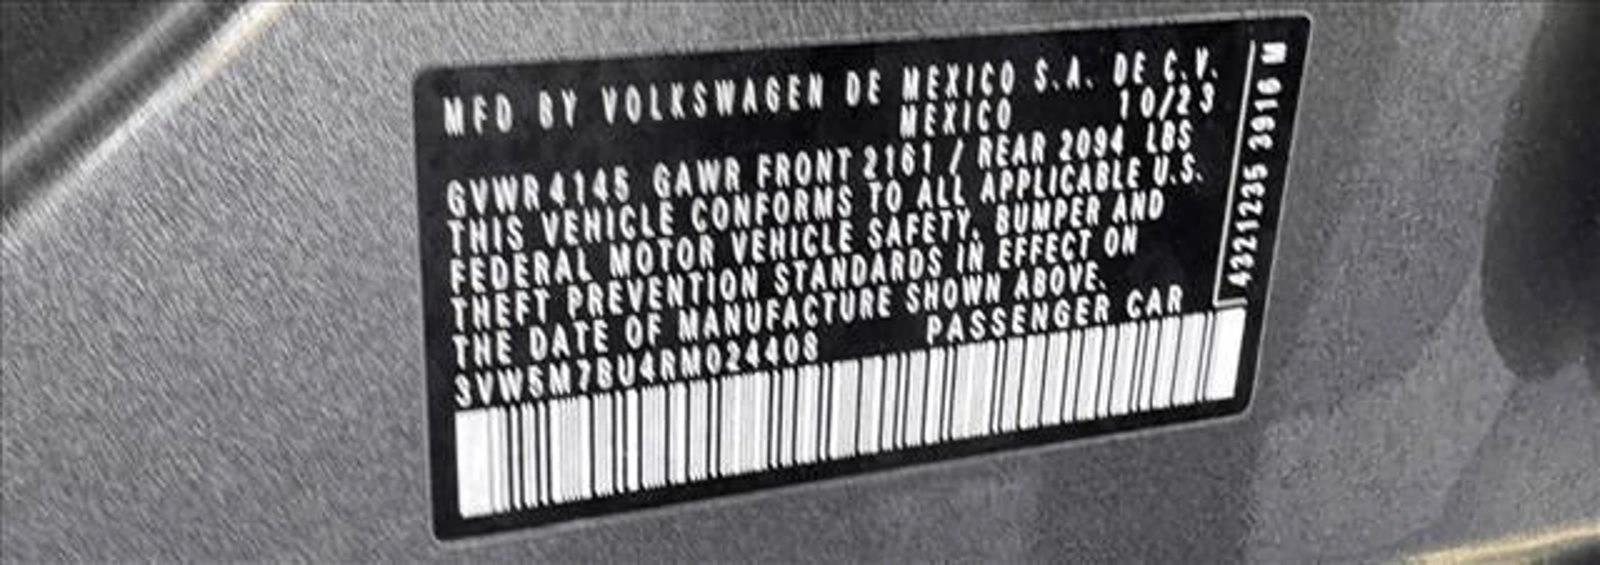 MFD BY VOLKSWAGEN DE MEXICO S.A. DE C.V.
MEXICO 10/23
GVWR 4145 GAWR FRONT 2161 / REAR 2094 LBS
THIS VEHICLE CONFORMS TO ALL APPLICABLE U.S.
FEDERAL MOTOR VEHICLE SAFETY, BUMPER AND
THEFT PREVENTION STANDARDS IN EFFECT ON
THE DATE OF MANUFACTURE SHOWN ABOVE.
3VW5M7BU4RM024408 PASSENGER CAR
4321235 3916 M